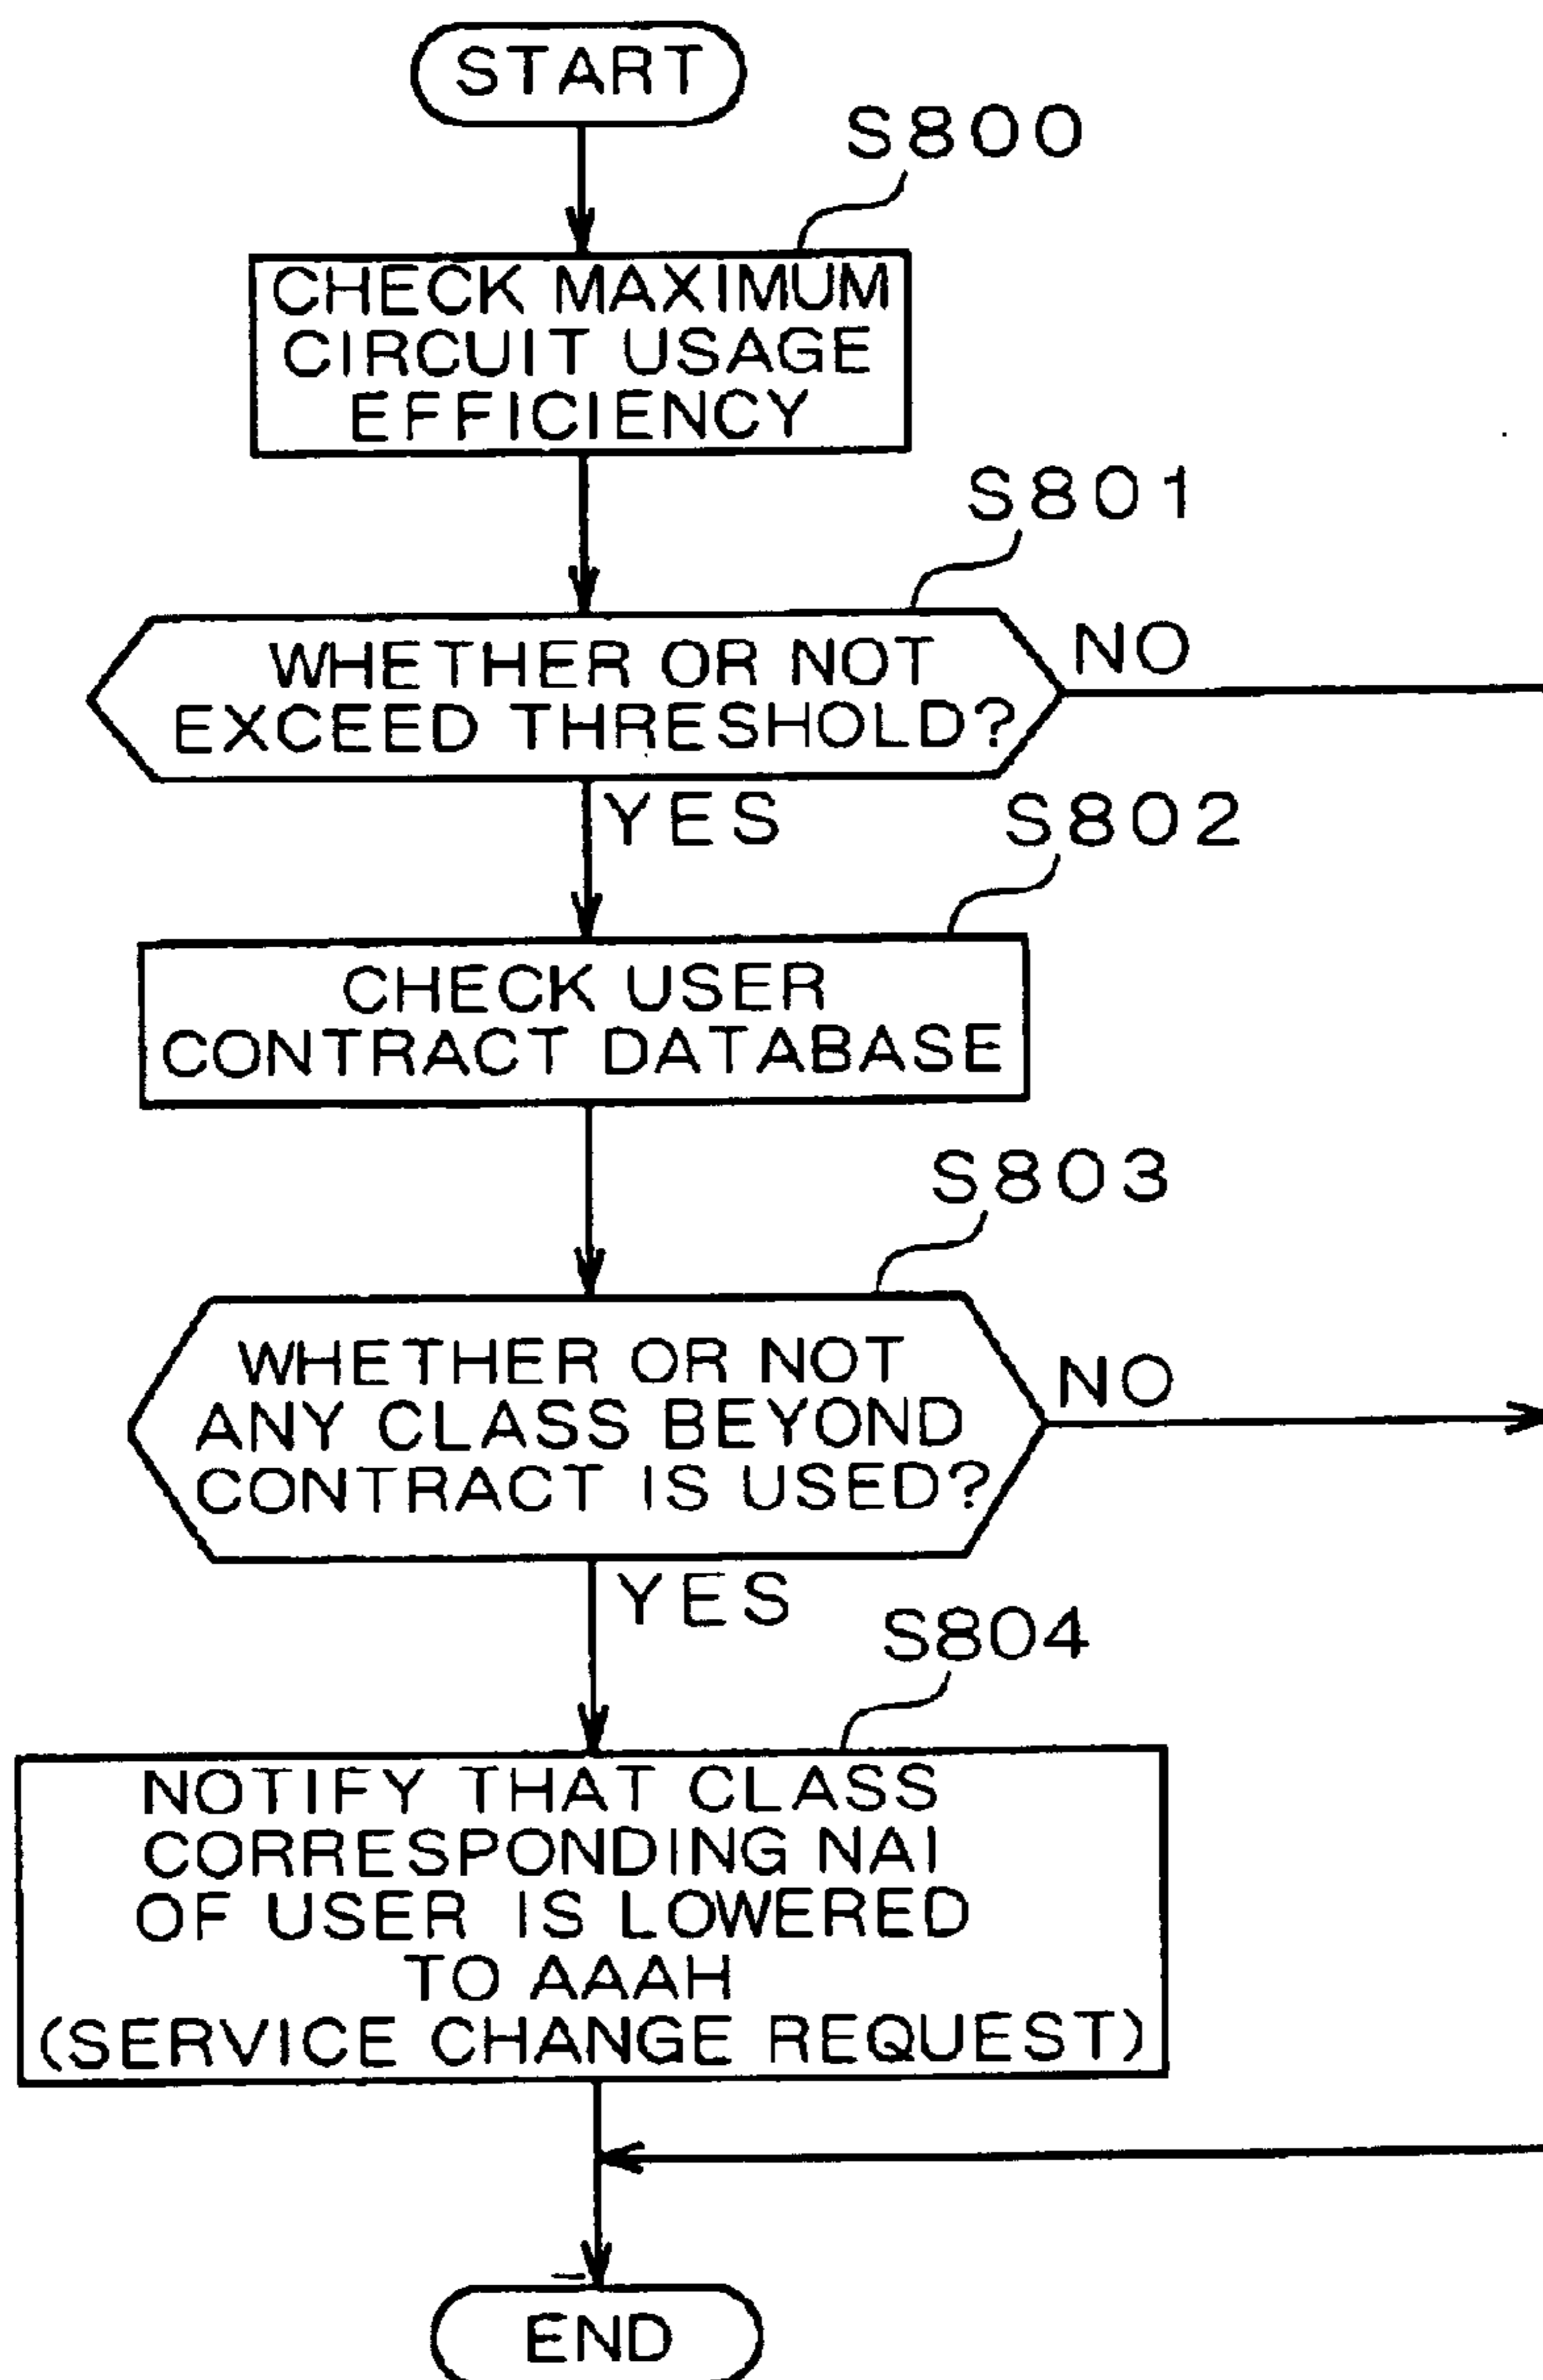 START
S800
CHECK MAXIMUM
CIRCUIT USAGE
EFFICIENCY
S801
WHETHER OR NOT
EXCEED THRESHOLD?
NO
YES
S802
CHECK USER
CONTRACT DATABASE
S803
WHETHER OR NOT
ANY CLASS BEYOND
CONTRACT IS USED?
NO
YES
S804
NOTIFY THAT CLASS
CORRESPONDING NAI
OF USER IS LOWERED
TO AAAH
(SERVICE CHANGE REQUEST)
END